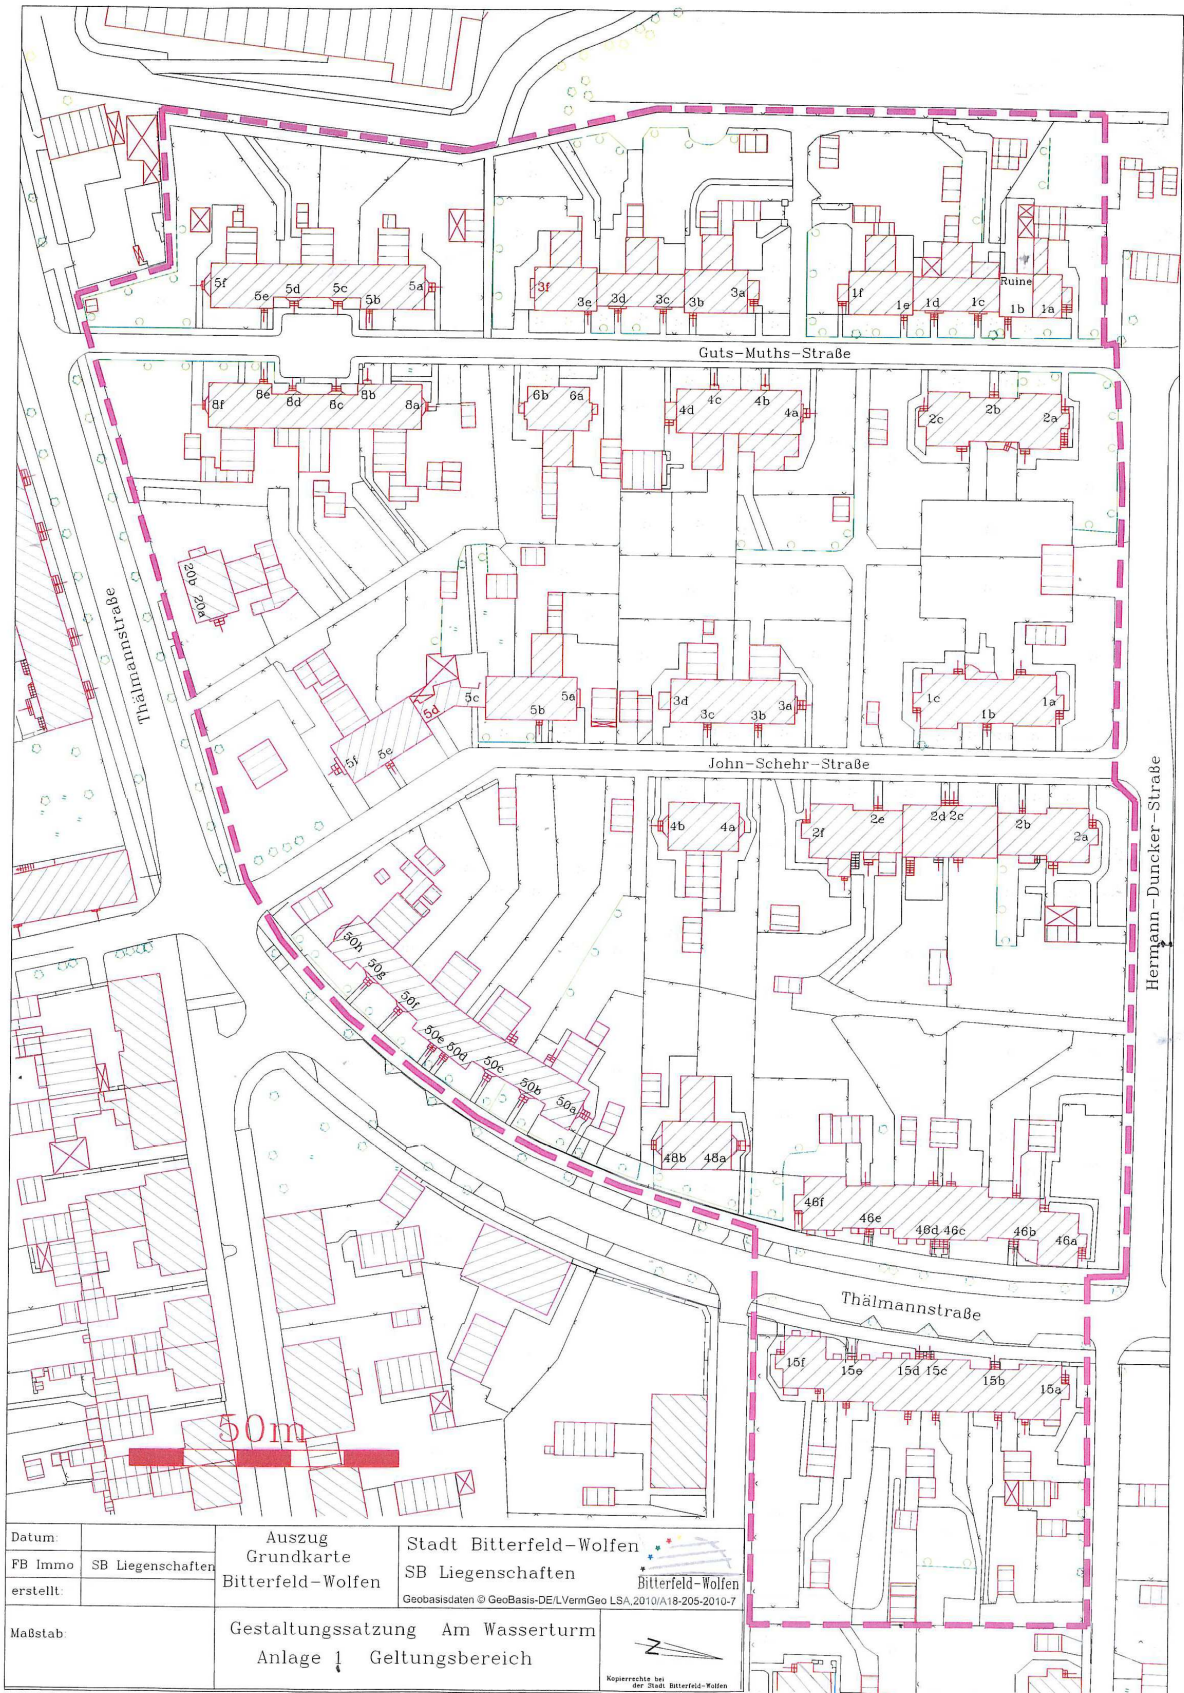 5f
5e
5d
5c
5b
5a
3f
3e
3d
3c
3b
3a
1f
1e
1d
1c
Ruine
1b
1a
Guts-Muths-Straße
8f
8e
8d
8c
8b
8a
6b
6a
4d
4c
4b
4a
2c
2b
2a
20b
20a
Thälmannstraße
5f
5e
5d
5c
5b
5a
3d
3c
3b
3a
1c
1b
1a
John-Schehr-Straße
Hermann-Duncker-Straße
4b
4a
2f
2e
2d
2c
2b
2a
50h
50g
50f
50e
50d
50c
50b
50a
48b
48a
46f
46e
46d
46c
46b
46a
Thälmannstraße
15f
15e
15d
15c
15b
15a
50m
Datum:
FB Immo SB Liegenschaften
erstellt:
Maßstab:
Auszug
Grundkarte
Bitterfeld-Wolfen
Stadt Bitterfeld-Wolfen
SB Liegenschaften
Bitterfeld-Wolfen
Geobasisdaten © GeoBasis-DE/LVermGeo LSA,2010/A18-205-2010-7
Gestaltungssatzung Am Wasserturm
Anlage 1 Geltungsbereich
N
Kopierrechte bei
der Stadt Bitterfeld-Wolfen